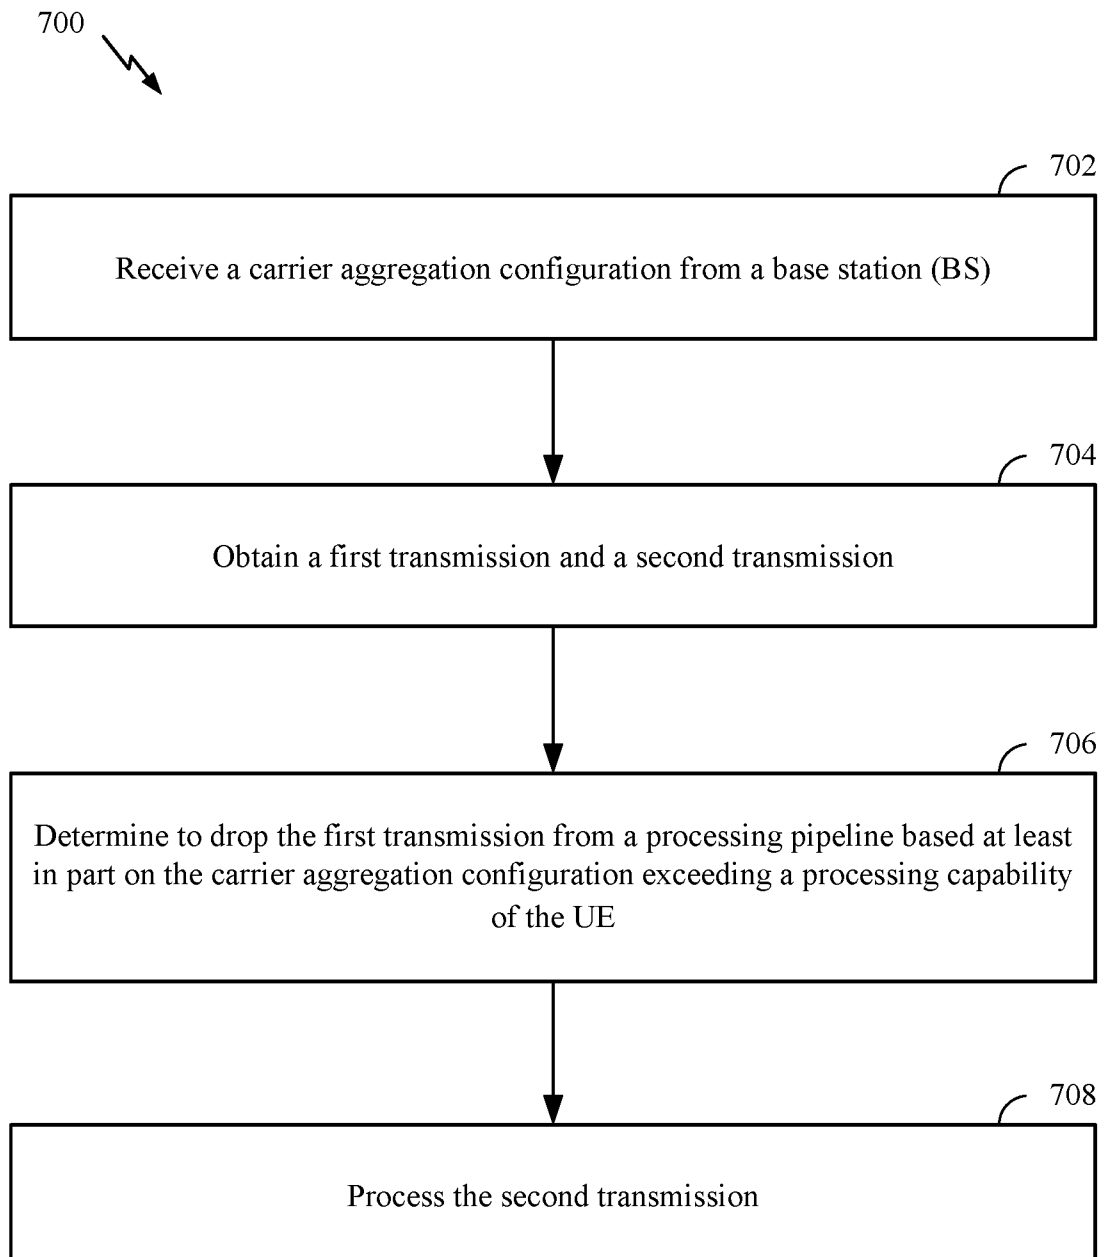 700
702
Receive a carrier aggregation configuration from a base station (BS)
704
Obtain a first transmission and a second transmission
706
Determine to drop the first transmission from a processing pipeline based at least
in part on the carrier aggregation configuration exceeding a processing capability
of the UE
708
Process the second transmission